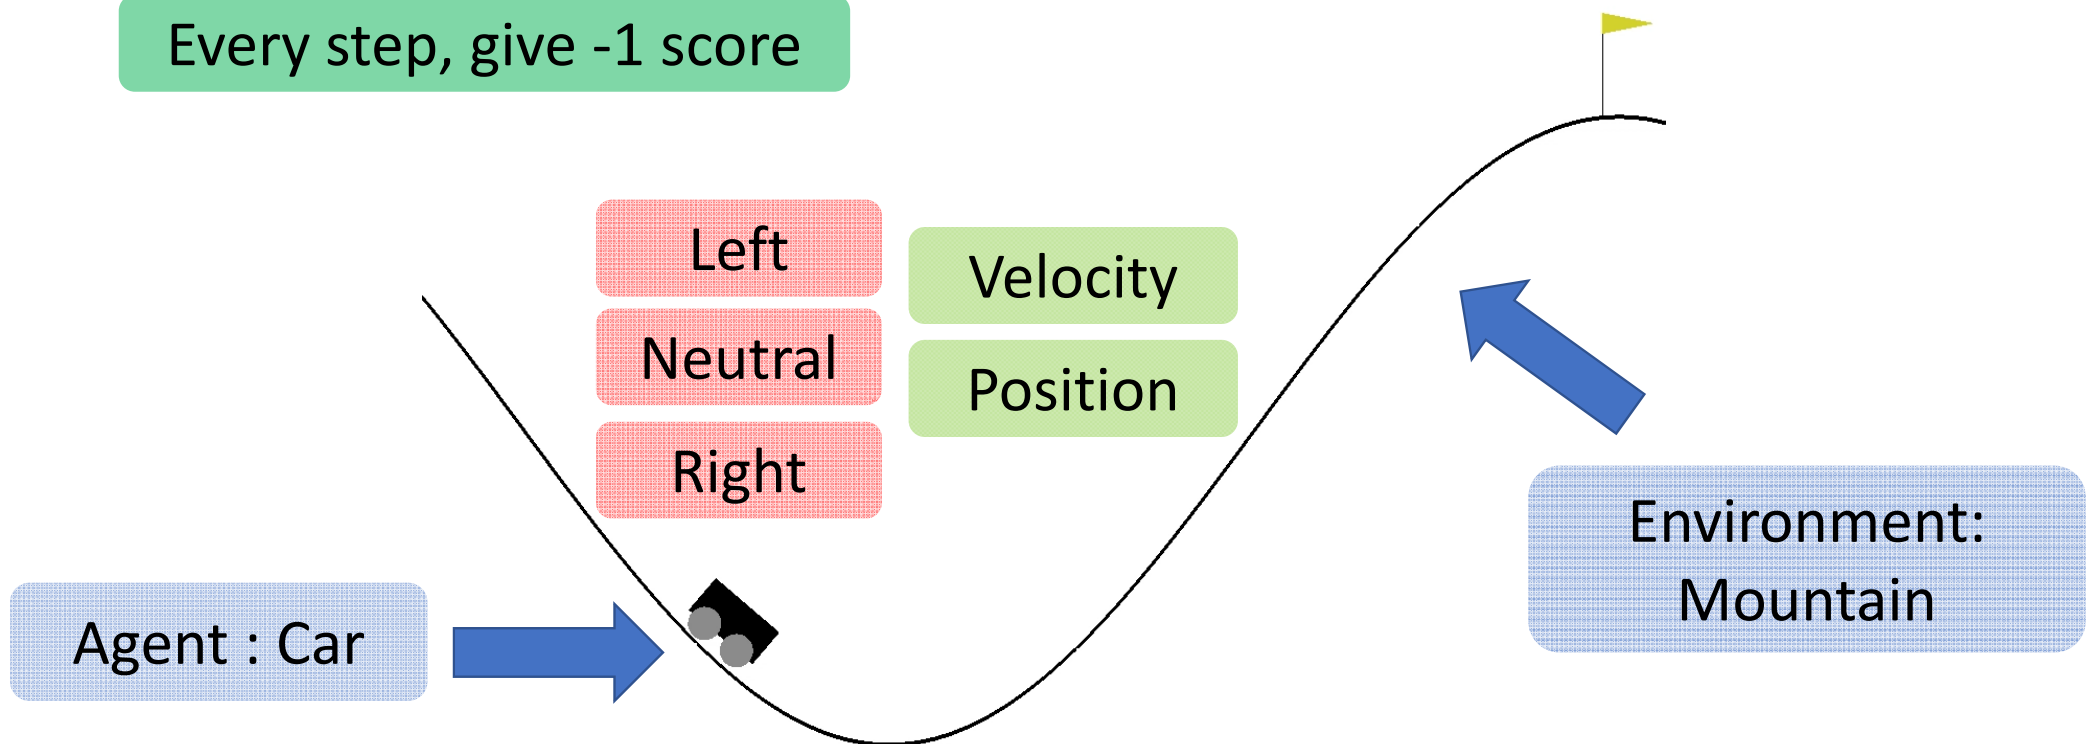 Every step, give -1 score
Left
Neutral
Right
Velocity
Position
Agent : Car
Environment:
Mountain